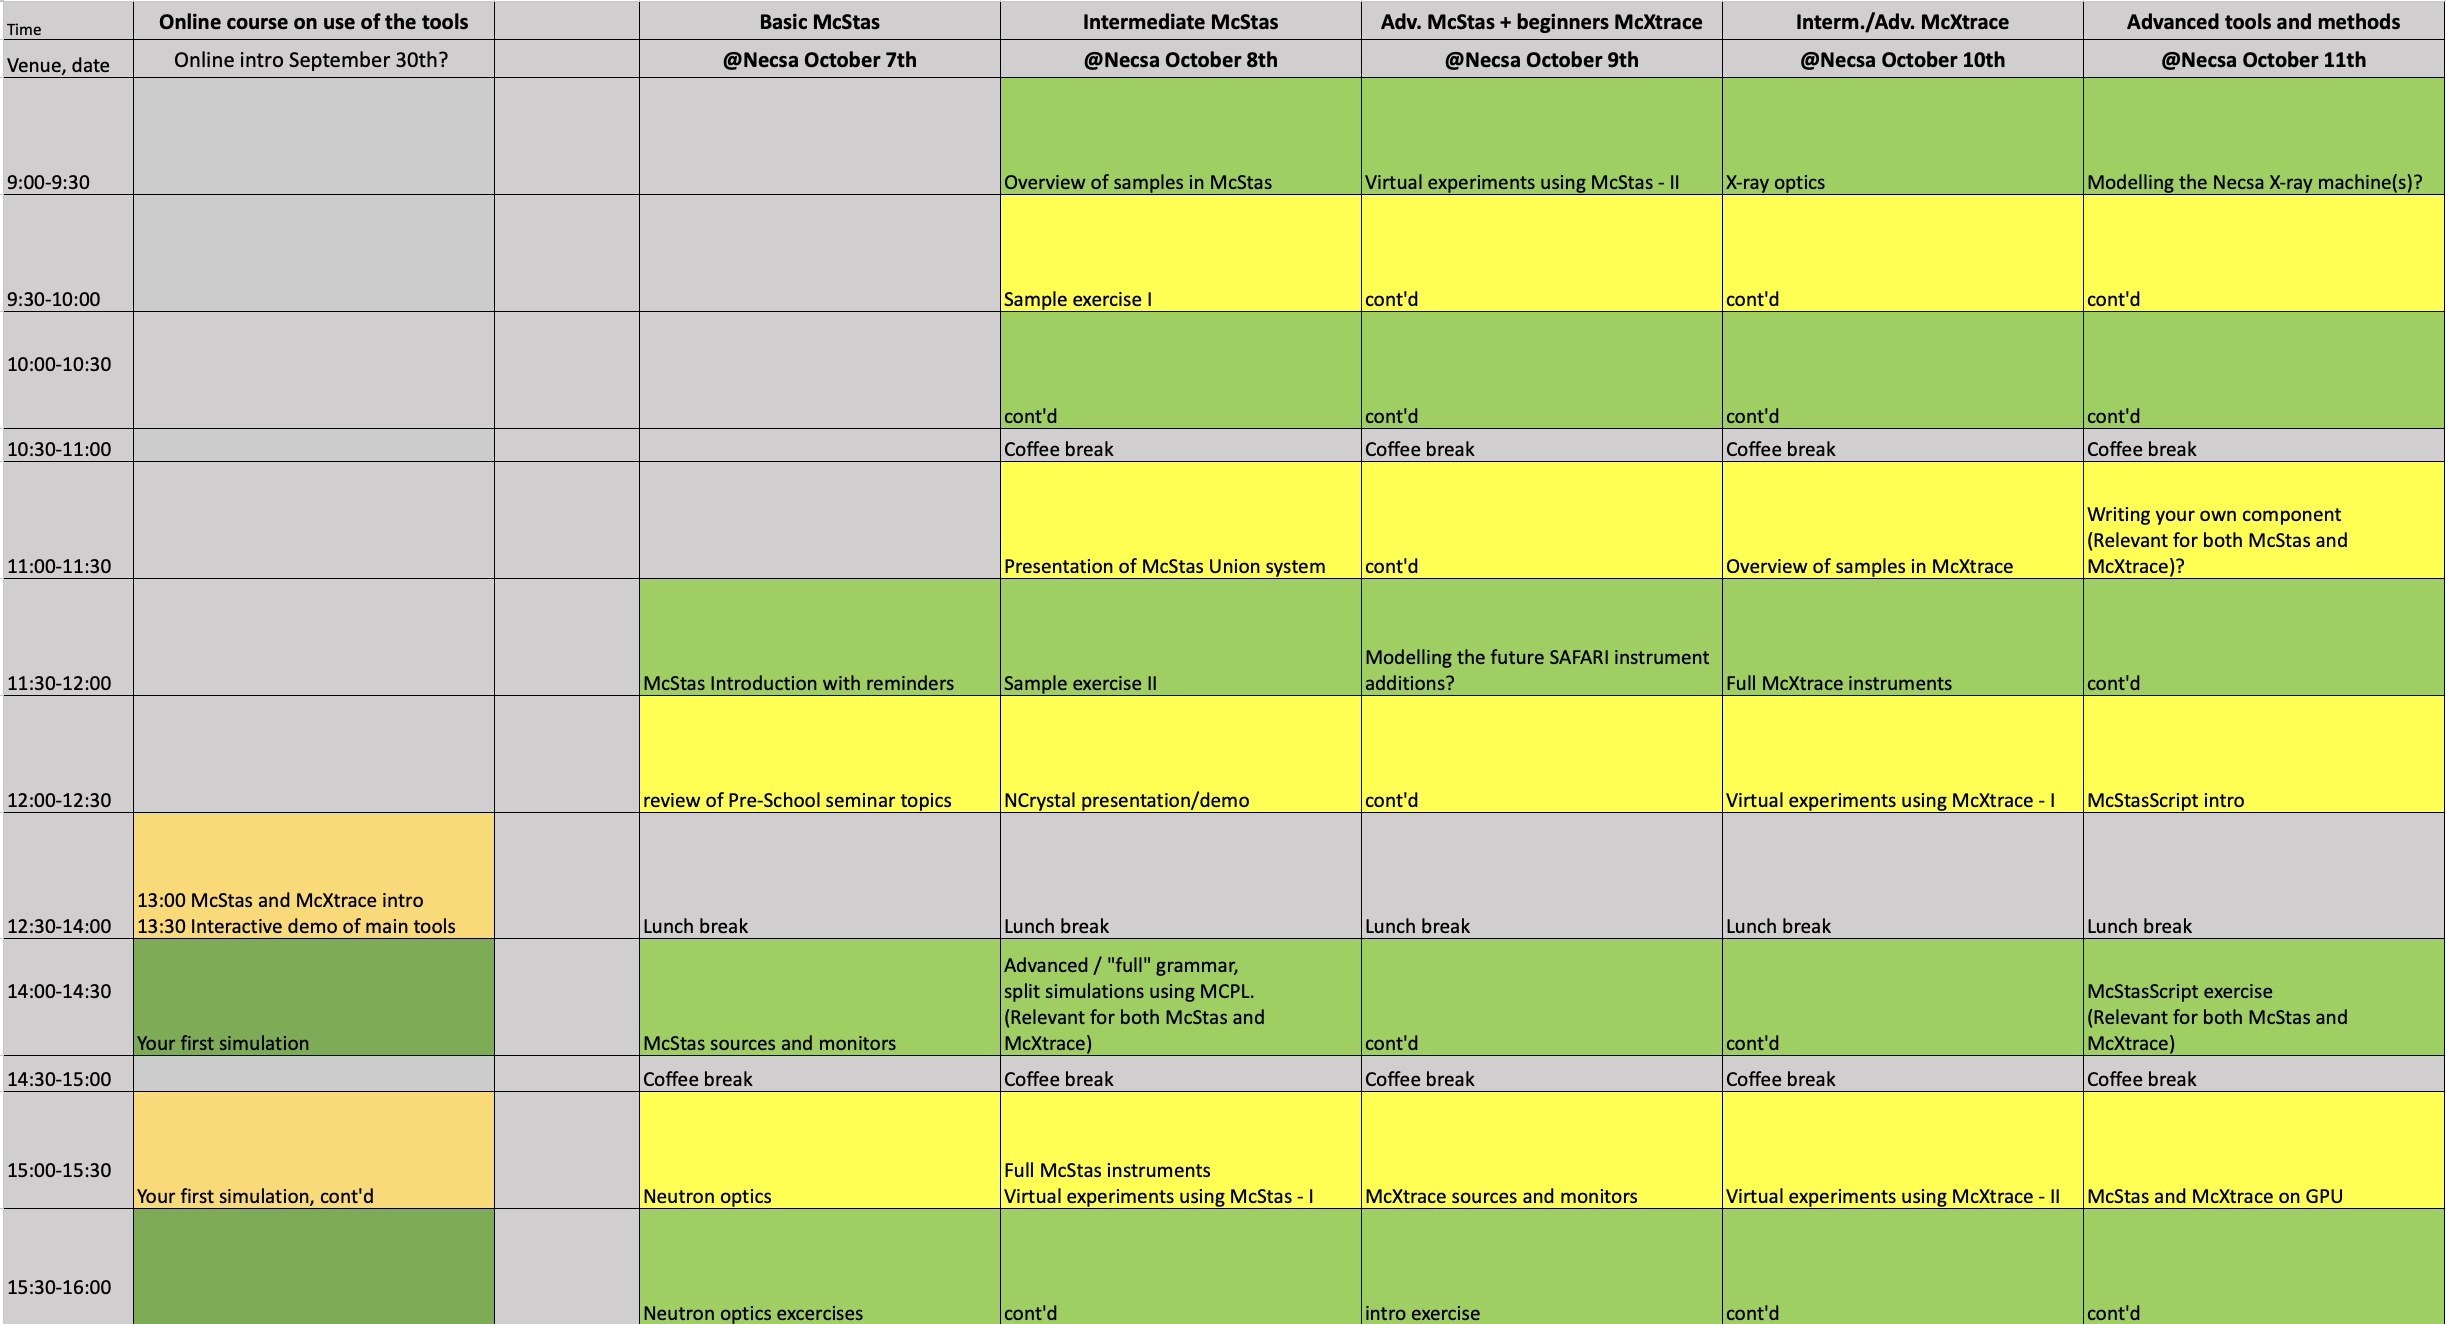 Time
Online course on use of the tools
Basic McStas
Intermediate McStas
Adv. McStas + beginners McXtrace
Interm./Adv. McXtrace
Advanced tools and methods
Venue, date
Online intro September 30th?
@Necsa October 7th
@Necsa October 8th
@Necsa October 9th
@Necsa October 10th
@Necsa October 11th
9:00-9:30
Overview of samples in McStas
Virtual experiments using McStas - II
X-ray optics
Modelling the Necsa X-ray machine(s)?
9:30-10:00
Sample exercise I
cont'd
cont'd
cont'd
10:00-10:30
cont'd
cont'd
cont'd
cont'd
10:30-11:00
Coffee break
Coffee break
Coffee break
Coffee break
11:00-11:30
Presentation of McStas Union system
cont'd
Overview of samples in McXtrace
Writing your own component
(Relevant for both McStas and
McXtrace)?
11:30-12:00
McStas Introduction with reminders
Sample exercise II
Modelling the future SAFARI instrument
additions?
Full McXtrace instruments
cont'd
12:00-12:30
review of Pre-School seminar topics
NCrystal presentation/demo
cont'd
Virtual experiments using McXtrace - I
McStasScript intro
12:30-14:00
13:00 McStas and McXtrace intro
13:30 Interactive demo of main tools
Lunch break
Lunch break
Lunch break
Lunch break
Lunch break
14:00-14:30
Your first simulation
McStas sources and monitors
Advanced / "full" grammar,
split simulations using MCPL.
(Relevant for both McStas and
McXtrace)
cont'd
cont'd
McStasScript exercise
(Relevant for both McStas and
McXtrace)
14:30-15:00
Coffee break
Coffee break
Coffee break
Coffee break
Coffee break
15:00-15:30
Your first simulation, cont'd
Neutron optics
Full McStas instruments
Virtual experiments using McStas - I
McXtrace sources and monitors
Virtual experiments using McXtrace - II
McStas and McXtrace on GPU
15:30-16:00
Neutron optics excercises
cont'd
intro exercise
cont'd
cont'd